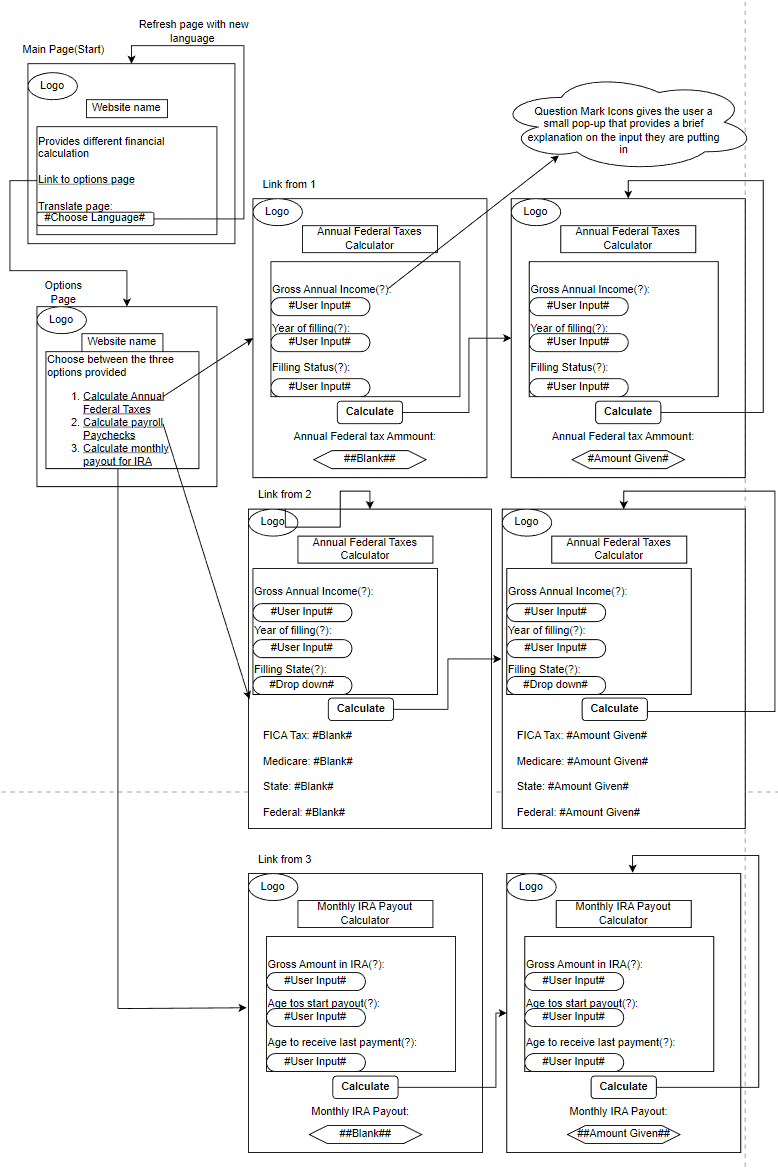 Refresh page with new
language
Main Page(Start)
Logo
Website name
Provides different financial
calculation
Link to options page
Translate page:
#Choose Language#
Question Mark Icons gives the user a
small pop-up that provides a brief
explanation on the input they are putting
in
Options
Page
Logo
Website name
Choose between the three
options provided
1. Calculate Annual
Federal Taxes
2. Calculate payroll
Paychecks
3. Calculate monthly
payout for IRA
Link from 1
Logo
Annual Federal Taxes
Calculator
Gross Annual Income(?):
#User Input#
Year of filling(?):
#User Input#
Filling Status(?):
#User Input#
Calculate
Annual Federal tax Ammount:
##Blank##
Logo
Annual Federal Taxes
Calculator
Gross Annual Income(?):
#User Input#
Year of filling(?):
#User Input#
Filling Status(?):
#User Input#
Calculate
Annual Federal tax Ammount:
#Amount Given#
Link from 2
Logo
Annual Federal Taxes
Calculator
Gross Annual Income(?):
#User Input#
Year of filling(?):
#User Input#
Filling State(?):
#Drop down#
Calculate
FICA Tax: #Blank#
Medicare: #Blank#
State: #Blank#
Federal: #Blank#
Logo
Annual Federal Taxes
Calculator
Gross Annual Income(?):
#User Input#
Year of filling(?):
#User Input#
Filling State(?):
#Drop down#
Calculate
FICA Tax: #Amount Given#
Medicare: #Amount Given#
State: #Amount Given#
Federal: #Amount Given#
Link from 3
Logo
Monthly IRA Payout
Calculator
Gross Amount in IRA(?):
#User Input#
Age tos start payout(?):
#User Input#
Age to receive last payment(?):
#User Input#
Calculate
Monthly IRA Payout:
##Blank##
Logo
Monthly IRA Payout
Calculator
Gross Amount in IRA(?):
#User Input#
Age tos start payout(?):
#User Input#
Age to receive last payment(?):
#User Input#
Calculate
Monthly IRA Payout:
##Amount Given##